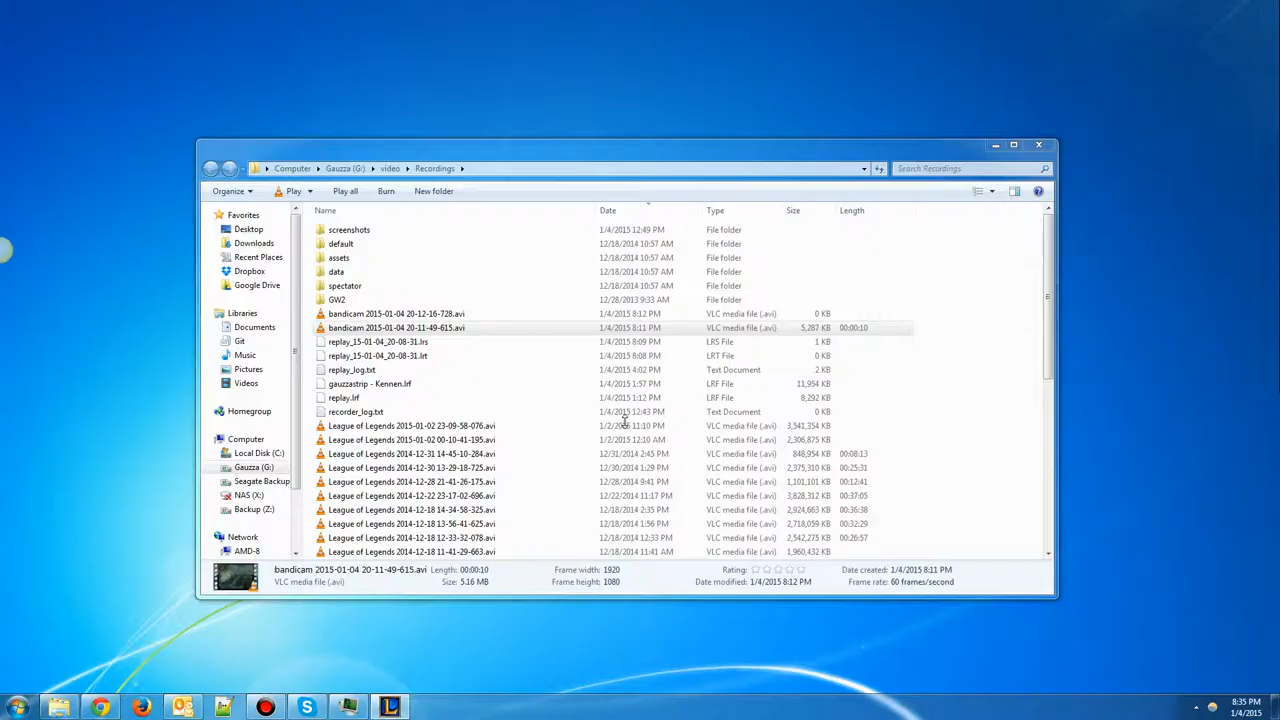 Computer Gauzza (G:) video Recordings Search Recordings
Organize Play Play all Burn New folder
Name Date Type Size Length
Favorites
Desktop
Downloads
Recent Places
Dropbox
Google Drive
Libraries
Documents
Git
Music
Pictures
Videos
Homegroup
Computer
Local Disk (C:)
Gauzza (G:)
Seagate Backup
NAS (X:)
Backup (Z:)
Network
AMD-8
screenshots 1/4/2015 12:49 PM File folder
default 12/18/2014 10:57 AM File folder
assets 12/18/2014 10:57 AM File folder
data 12/18/2014 10:57 AM File folder
spectator 12/18/2014 10:57 AM File folder
GW2 12/28/2013 9:33 AM File folder
bandicam 2015-01-04 20-12-16-728.avi 1/4/2015 8:12 PM VLC media file (.avi) 0 KB
bandicam 2015-01-04 20-11-49-615.avi 1/4/2015 8:11 PM VLC media file (.avi) 5,287 KB 00:00:10
replay_15-01-04_20-08-31.lrs 1/4/2015 8:09 PM LRS File 1 KB
replay_15-01-04_20-08-31.lrt 1/4/2015 8:08 PM LRT File 2 KB
replay_log.txt 1/4/2015 4:02 PM Text Document 2 KB
gauzzastrip - Kennen.lrf 1/4/2015 1:57 PM LRF File 11,954 KB
replay.lrf 1/4/2015 1:12 PM LRF File 8,292 KB
recorder_log.txt 1/4/2015 12:43 PM Text Document 0 KB
League of Legends 2015-01-02 23-09-58-076.avi 1/2/2015 11:10 PM VLC media file (.avi) 3,541,354 KB
League of Legends 2015-01-02 00-10-41-195.avi 1/2/2015 12:10 AM VLC media file (.avi) 2,306,875 KB
League of Legends 2014-12-31 14-45-10-284.avi 12/31/2014 2:45 PM VLC media file (.avi) 848,954 KB 00:08:13
League of Legends 2014-12-30 13-29-18-725.avi 12/30/2014 1:29 PM VLC media file (.avi) 2,375,310 KB 00:25:31
League of Legends 2014-12-28 21-41-26-175.avi 12/28/2014 9:41 PM VLC media file (.avi) 1,101,101 KB 00:12:41
League of Legends 2014-12-22 23-17-02-696.avi 12/22/2014 11:17 PM VLC media file (.avi) 3,828,312 KB 00:37:05
League of Legends 2014-12-18 14-34-58-325.avi 12/18/2014 2:35 PM VLC media file (.avi) 2,924,663 KB 00:36:38
League of Legends 2014-12-18 13-56-41-625.avi 12/18/2014 1:56 PM VLC media file (.avi) 2,718,059 KB 00:32:29
League of Legends 2014-12-18 12-33-32-078.avi 12/18/2014 12:33 PM VLC media file (.avi) 2,542,275 KB 00:26:57
League of Legends 2014-12-18 11-41-29-663.avi 12/18/2014 11:41 AM VLC media file (.avi) 1,960,432 KB
bandicam 2015-01-04 20-11-49-615.avi Length: 00:00:10 Frame width: 1920 Rating: Date created: 1/4/2015 8:11 PM
VLC media file (.avi) Size: 5.16 MB Frame height: 1080 Date modified: 1/4/2015 8:12 PM Frame rate: 60 frames/second
8:35 PM
1/4/2015